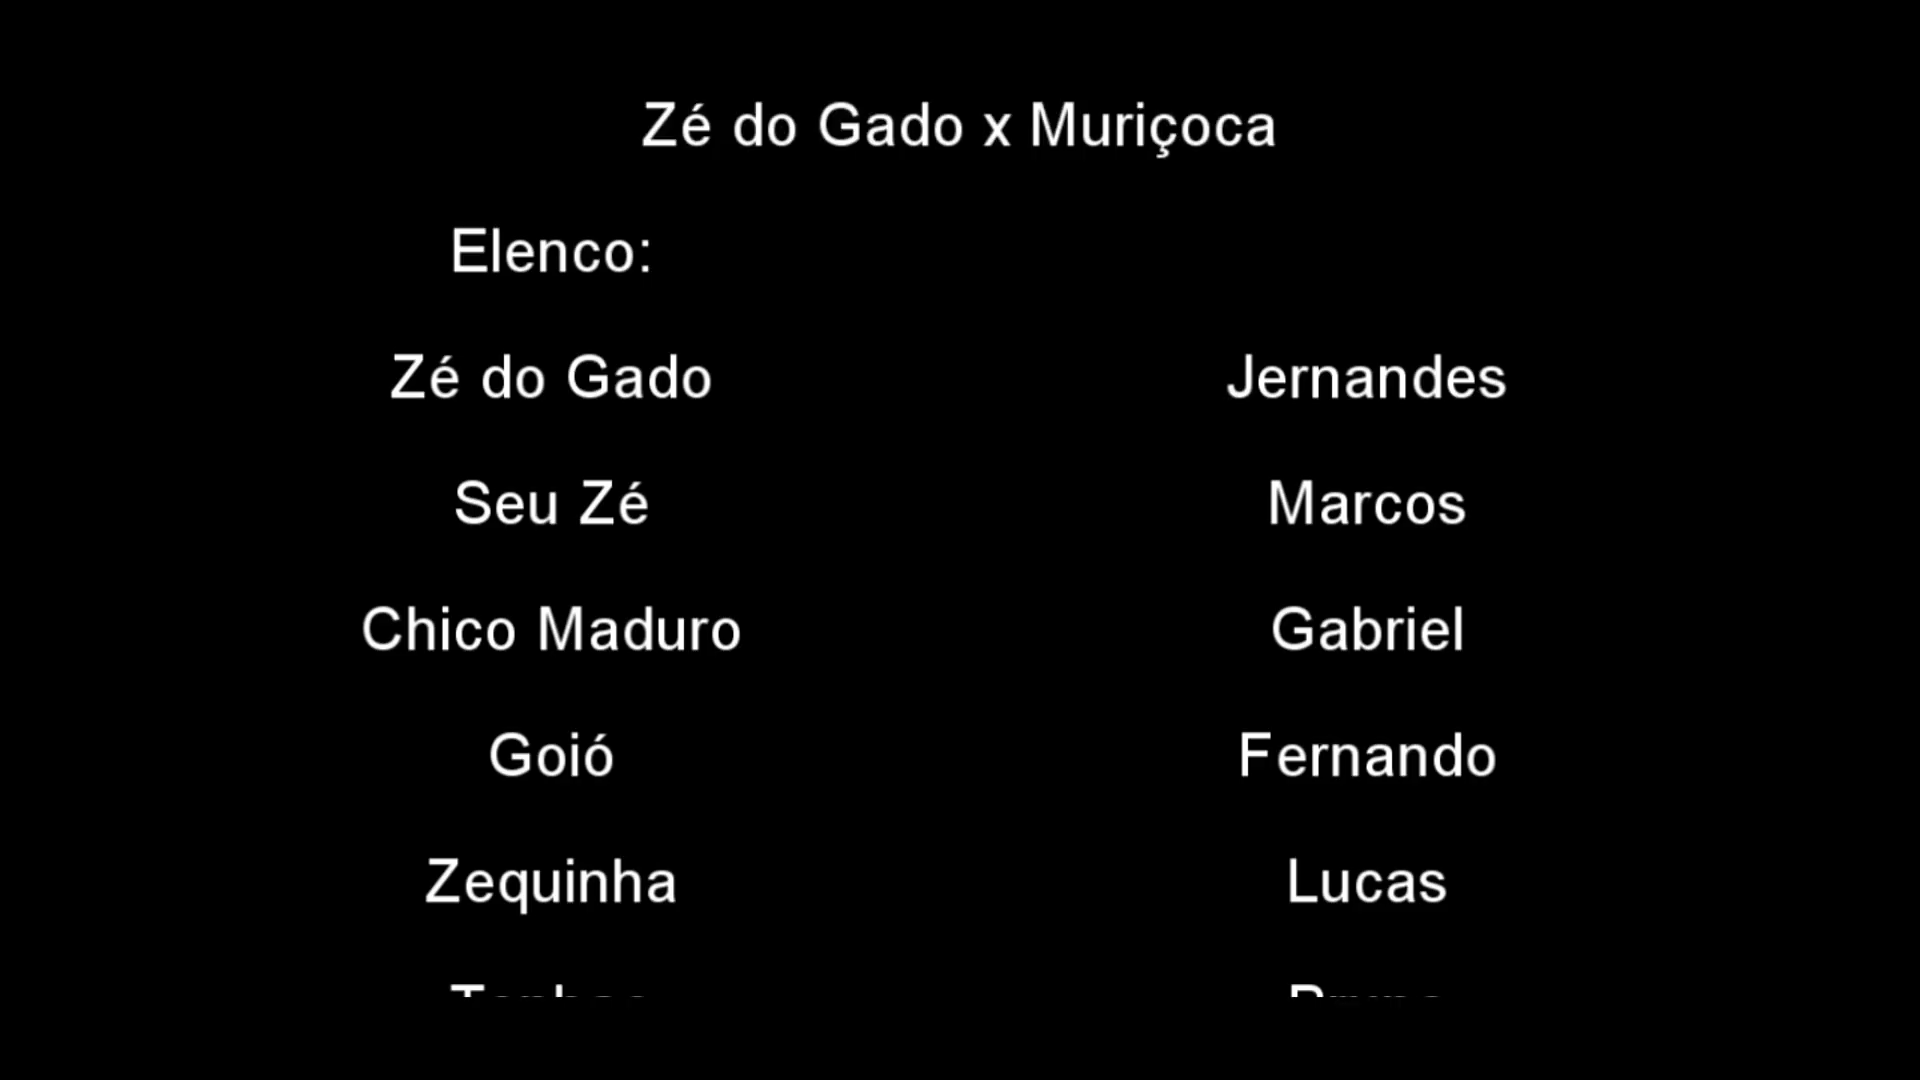 Zé do Gado x Muriçoca
Elenco:
Zé do Gado Jernandes
Seu Zé Marcos
Chico Maduro Gabriel
Goió Fernando
Zequinha Lucas